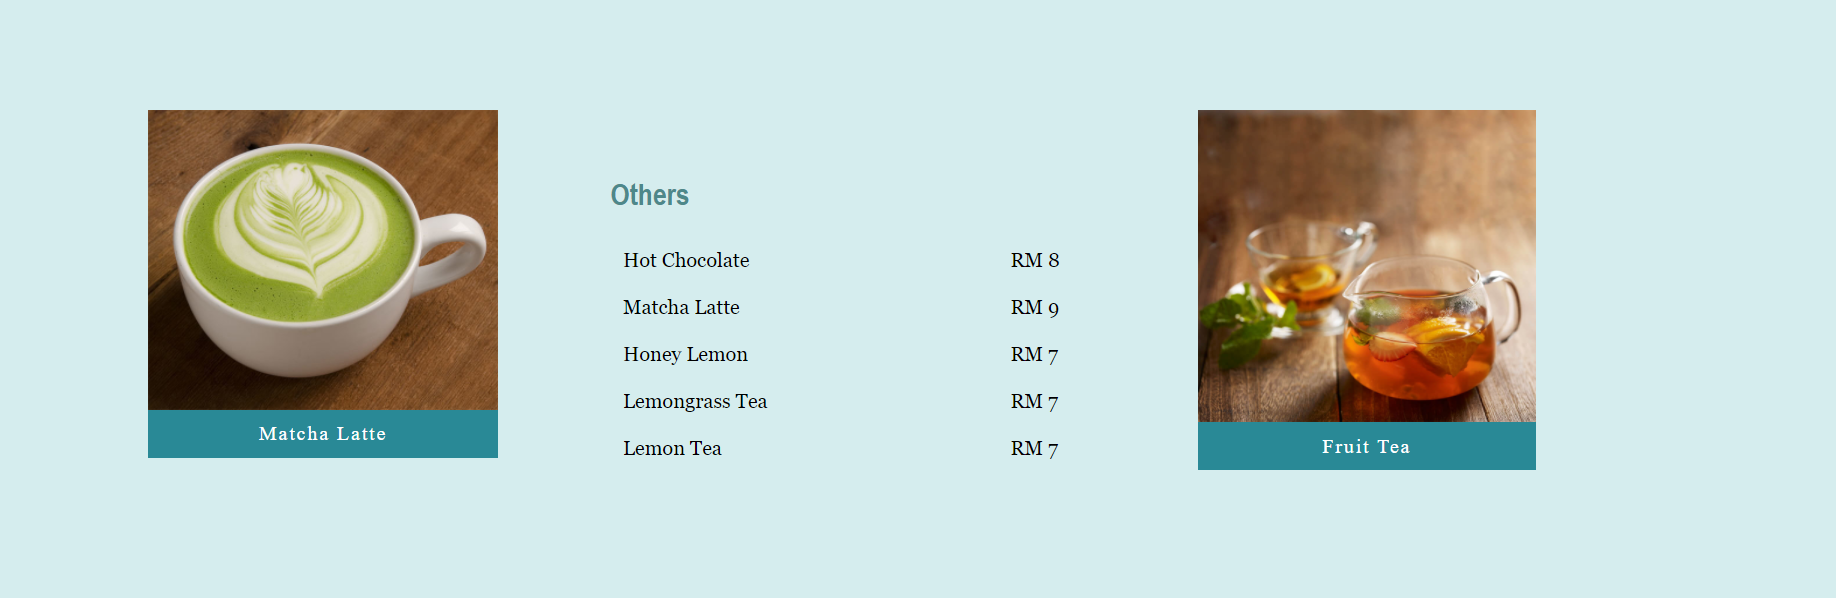 Matcha Latte
Others
Hot Chocolate RM 8
Matcha Latte RM 9
Honey Lemon RM 7
Lemongrass Tea RM 7
Lemon Tea RM 7
Fruit Tea